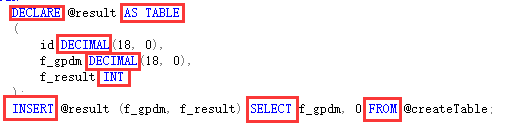 DECLARE @result AS TABLE
(
id DECIMAL(18, 0),
f_gpdm DECIMAL(18, 0),
f_result INT
);
INSERT @result (f_gpdm, f_result) SELECT f_gpdm, 0 FROM @createTable;